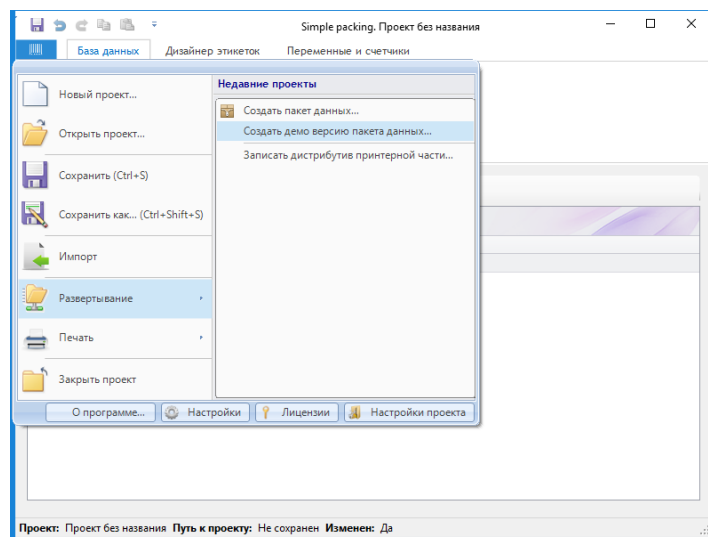 Simple packing. Проект без названия
База данных Дизайнер этикеток Переменные и счетчики
Недавние проекты
Новый проект...
Открыть проект...
Сохранить (Ctrl+S)
Сохранить как... (Ctrl+Shift+S)
Импорт
Развертывание
Печать
Закрыть проект
Создать пакет данных...
Создать демо версию пакета данных...
Записать дистрибутив принтерной части...
О программе... Настройки Лицензии Настройки проекта
Проект: Проект без названия Путь к проекту: Не сохранен Изменен: Да